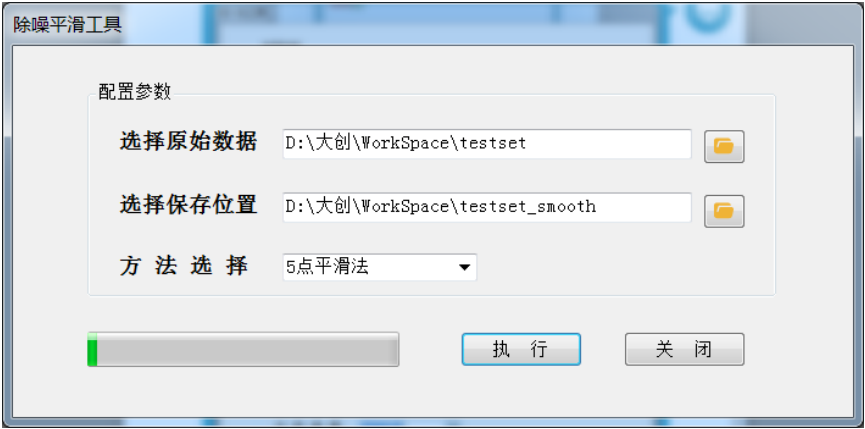 除噪平滑工具
配置参数
选择原始数据 D:\大创\WorkSpace\testset
选择保存位置 D:\大创\WorkSpace\testset_smooth
方 法 选 择 5点平滑法
执 行 关 闭